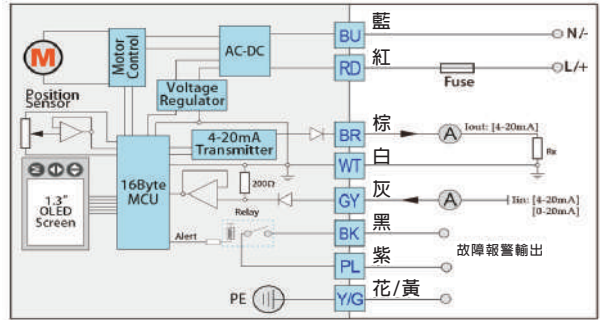 M
Motor Control
AC-DC
Voltage Regulator
Position Sensor
4-20mA Transmitter
16Byte MCU
1.3" OLED Screen
M
200Ω
Relay
Alert
PE
BU 藍 N/-
RD 紅 Fuse L/+
BR 棕 A Iout: [4-20mA]
Rx
WT 白
GY 灰 A Iin: [4-20mA]
[0-20mA]
BK 黑
故障報警輸出
PL 紫
Y/G 花/黃